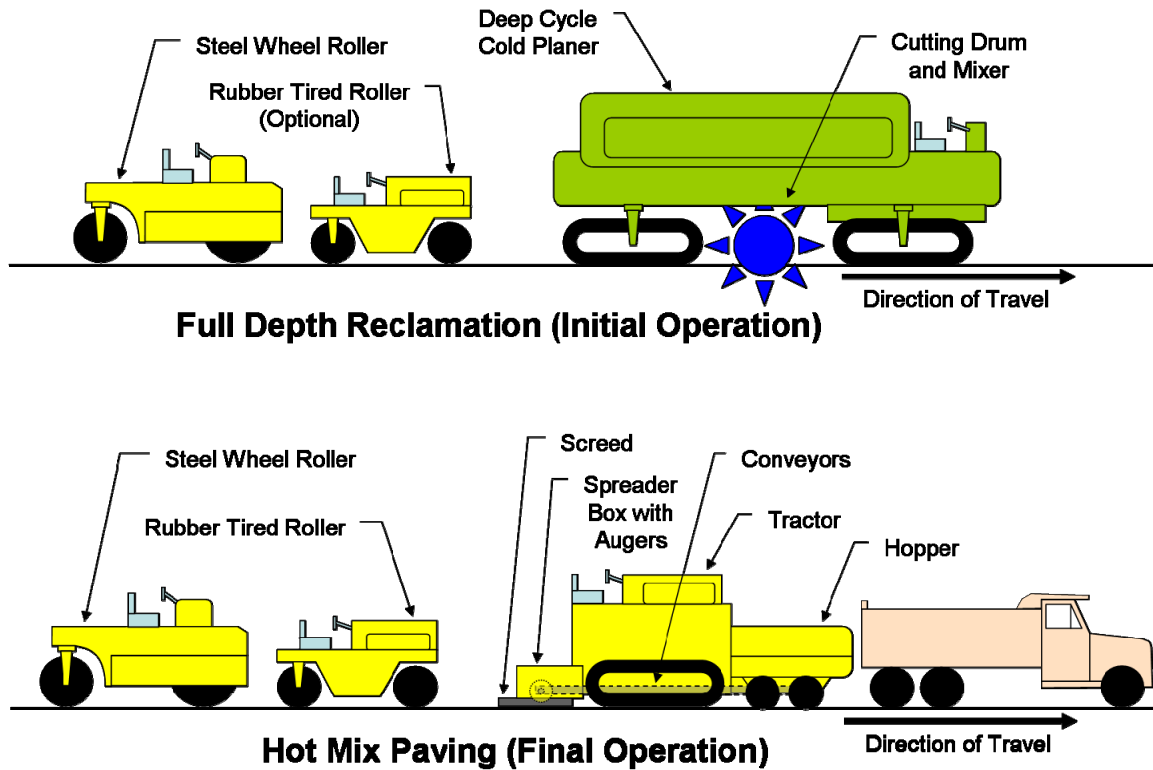 Steel Wheel Roller
Rubber Tired Roller
(Optional)
Deep Cycle
Cold Planer
Cutting Drum
and Mixer
Direction of Travel
Full Depth Reclamation (Initial Operation)
Steel Wheel Roller
Rubber Tired Roller
Screed
Spreader
Box with
Augers
Conveyors
Tractor
Hopper
Direction of Travel
Hot Mix Paving (Final Operation)